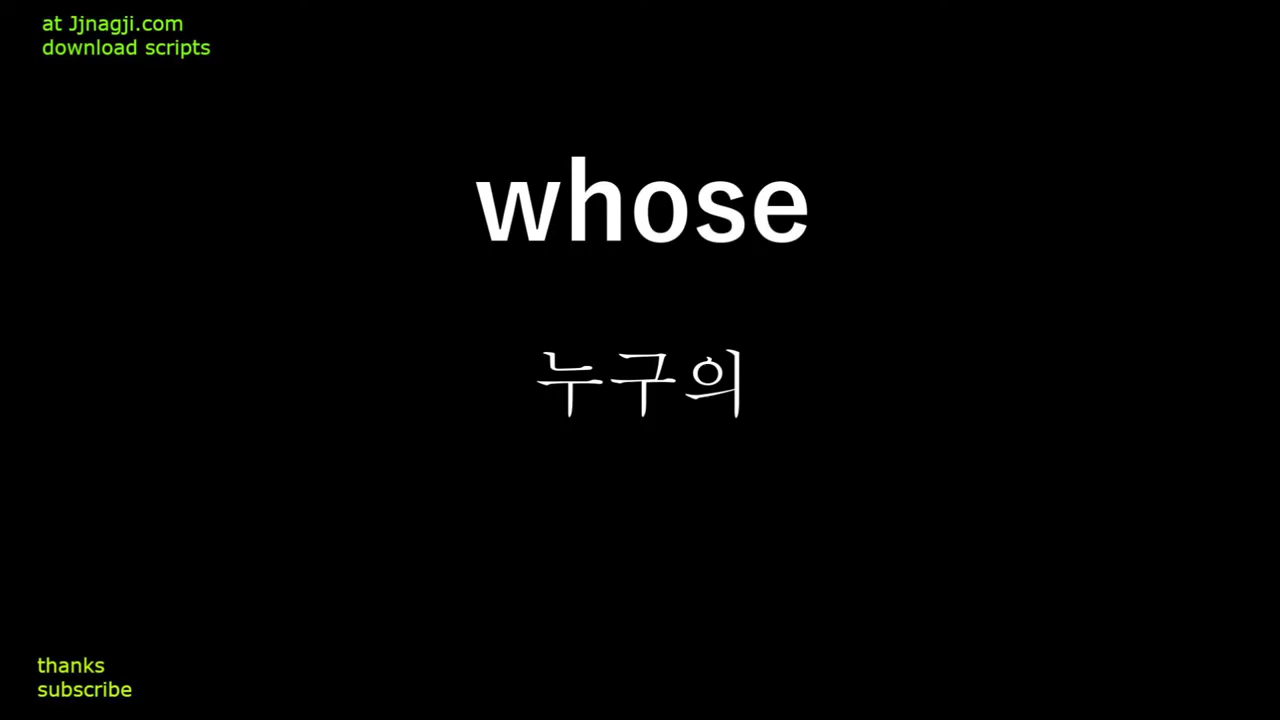 at Jjnagji.com
download scripts
whose
누구의
thanks
subscribe